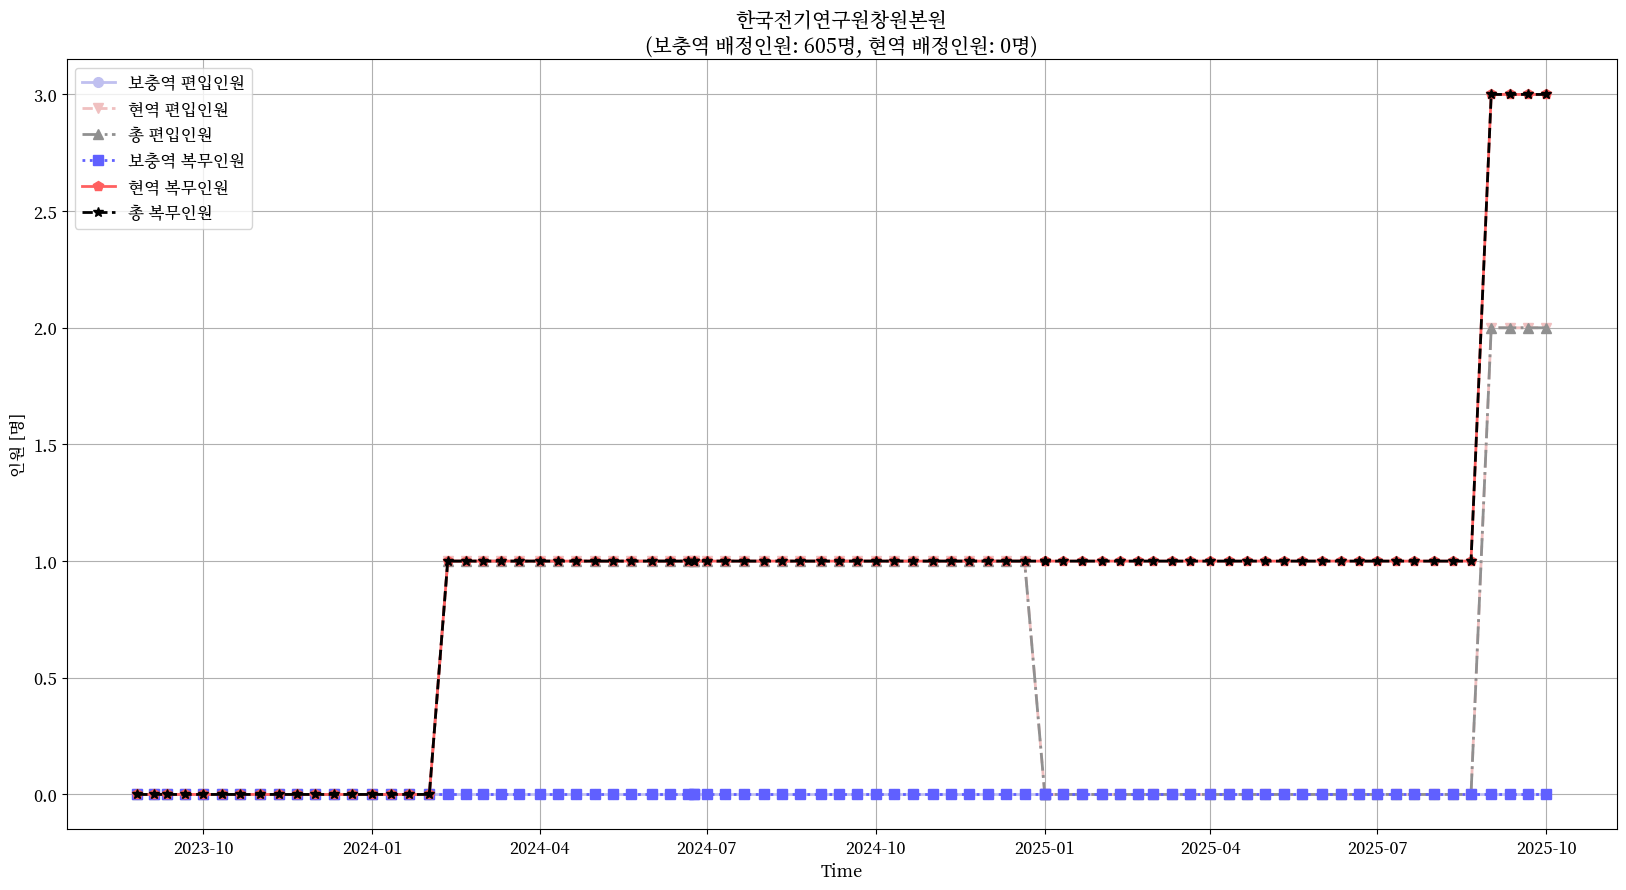 한국전기연구원창원본원
(보충역 배정인원: 605명, 현역 배정인원: 0명)
보충역 편입인원
현역 편입인원
총 편입인원
보충역 복무인원
현역 복무인원
총 복무인원
3.0
2.5
2.0
1.5
1.0
0.5
0.0
인원 [명]
2023-10
2024-01
2024-04
2024-07
2024-10
2025-01
2025-04
2025-07
2025-10
Time